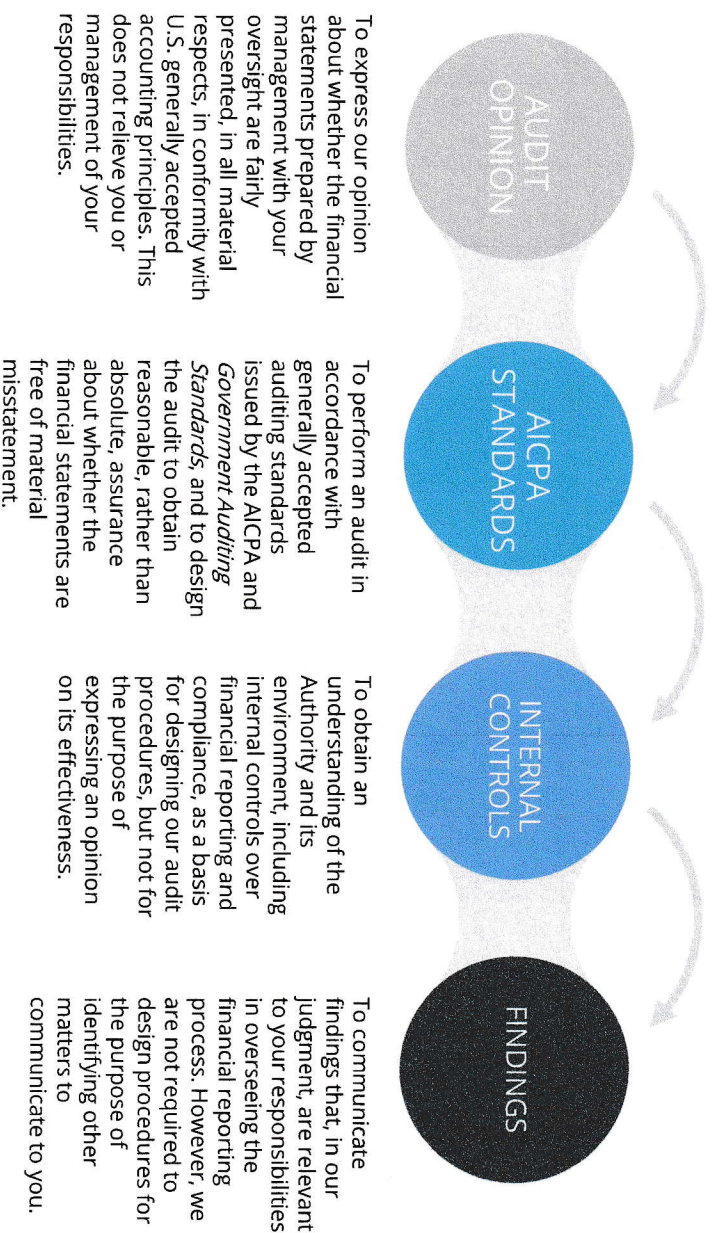 AUDIT
OPINION
To express our opinion
about whether the financial
statements prepared by
management with your
oversight are fairly
presented, in all material
respects, in conformity with
U.S. generally accepted
accounting principles. This
does not relieve you or
management of your
responsibilities.
AICPA
STANDARDS
To perform an audit in
accordance with
generally accepted
auditing standards
issued by the AICPA and
Government Auditing
Standards, and to design
the audit to obtain
reasonable, rather than
absolute, assurance
about whether the
financial statements are
free of material
misstatement.
INTERNAL
CONTROLS
To obtain an
understanding of the
Authority and its
environment, including
internal controls over
financial reporting and
compliance, as a basis
for designing our audit
procedures, but not for
the purpose of
expressing an opinion
on its effectiveness.
FINDINGS
To communicate
findings that, in our
judgment, are relevant
to your responsibilities
in overseeing the
financial reporting
process. However, we
are not required to
design procedures for
the purpose of
identifying other
matters to
communicate to you.